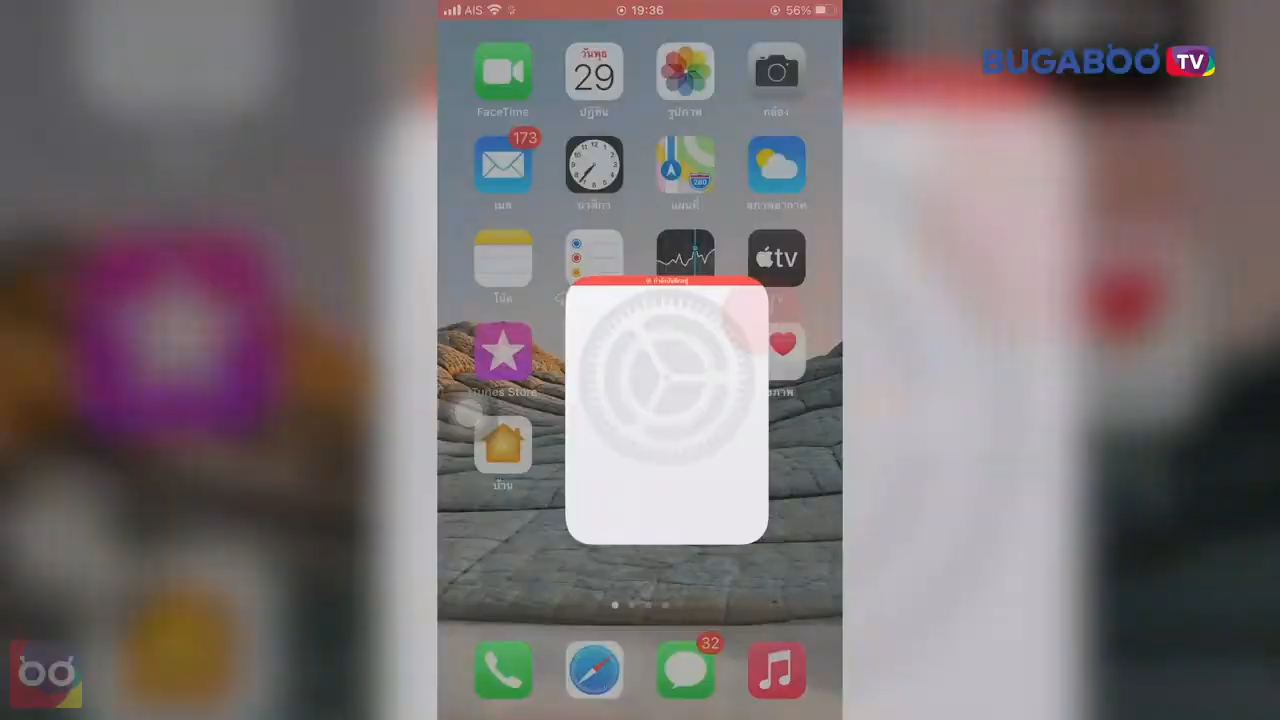 AIS
19:36
56%
BUGABOO TV
วันพุธ
29
FaceTime
ปฏิทิน
รูปภาพ
กล้อง
173
280
เมล
นาฬิกา
แผนที่
สภาพอากาศ
tv
โน้ต
iTunes Store
บ้าน
32